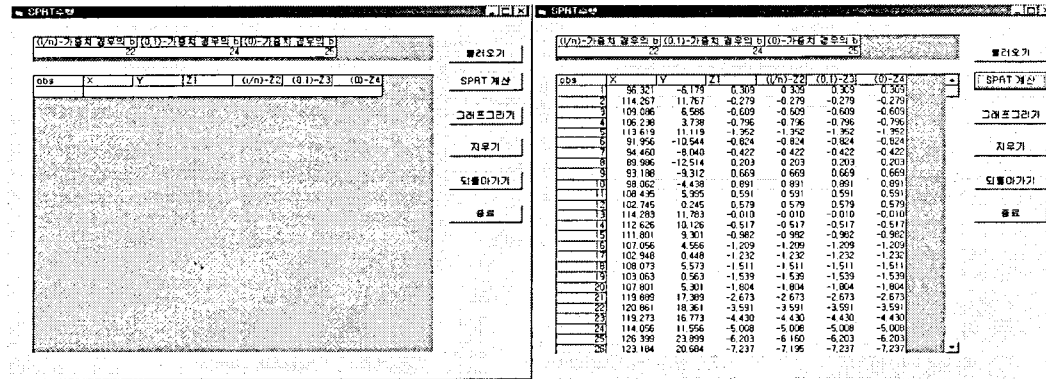 SPRT수행
(i/n)-가중치 경우의 b (0,1)-가중치 경우의 b (0)-가중치 경우의 b
22 24 25
불러오기
SPRT 계산
그래프그리기
지우기
되돌아가기
종료
obs X Y Z1 (i/n)-Z2 (0,1)-Z3 (0)-Z4
SPRT수행
(i/n)-가중치 경우의 b (0,1)-가중치 경우의 b (0)-가중치 경우의 b
22 24 25
불러오기
SPRT 계산
그래프그리기
지우기
되돌아가기
종료
obs X Y Z1 (i/n)-Z2 (0,1)-Z3 (0)-Z4
1 96.321 -6.179 0.309 0.309 0.309 0.309
2 114.267 11.767 -0.279 -0.279 -0.279 -0.279
3 109.086 6.586 -0.609 -0.609 -0.609 -0.609
4 106.238 3.738 -0.796 -0.796 -0.796 -0.796
5 113.619 11.119 -1.352 -1.352 -1.352 -1.352
6 91.956 -10.544 -0.824 -0.824 -0.824 -0.824
7 94.460 -8.040 -0.422 -0.422 -0.422 -0.422
8 89.986 -12.514 0.203 0.203 0.203 0.203
9 93.188 -9.312 0.669 0.669 0.669 0.669
10 98.062 -4.438 0.891 0.891 0.891 0.891
11 108.495 5.995 0.591 0.591 0.591 0.591
12 102.745 0.245 0.579 0.579 0.579 0.579
13 114.283 11.783 -0.010 -0.010 -0.010 -0.010
14 112.626 10.126 -0.517 -0.517 -0.517 -0.517
15 111.801 9.301 -0.982 -0.982 -0.982 -0.982
16 107.056 4.556 -1.209 -1.209 -1.209 -1.209
17 102.948 0.448 -1.232 -1.232 -1.232 -1.232
18 108.073 5.573 -1.511 -1.511 -1.511 -1.511
19 103.063 0.563 -1.539 -1.539 -1.539 -1.539
20 107.801 5.301 -1.804 -1.804 -1.804 -1.804
21 119.889 17.389 -2.673 -2.673 -2.673 -2.673
22 120.861 18.361 -3.591 -3.591 -3.591 -3.591
23 119.273 16.773 -4.430 -4.430 -4.430 -4.430
24 114.056 11.556 -5.008 -5.008 -5.008 -5.008
25 126.399 23.899 -6.203 -6.160 -6.203 -6.203
26 123.184 20.684 -7.237 -7.195 -7.237 -7.237